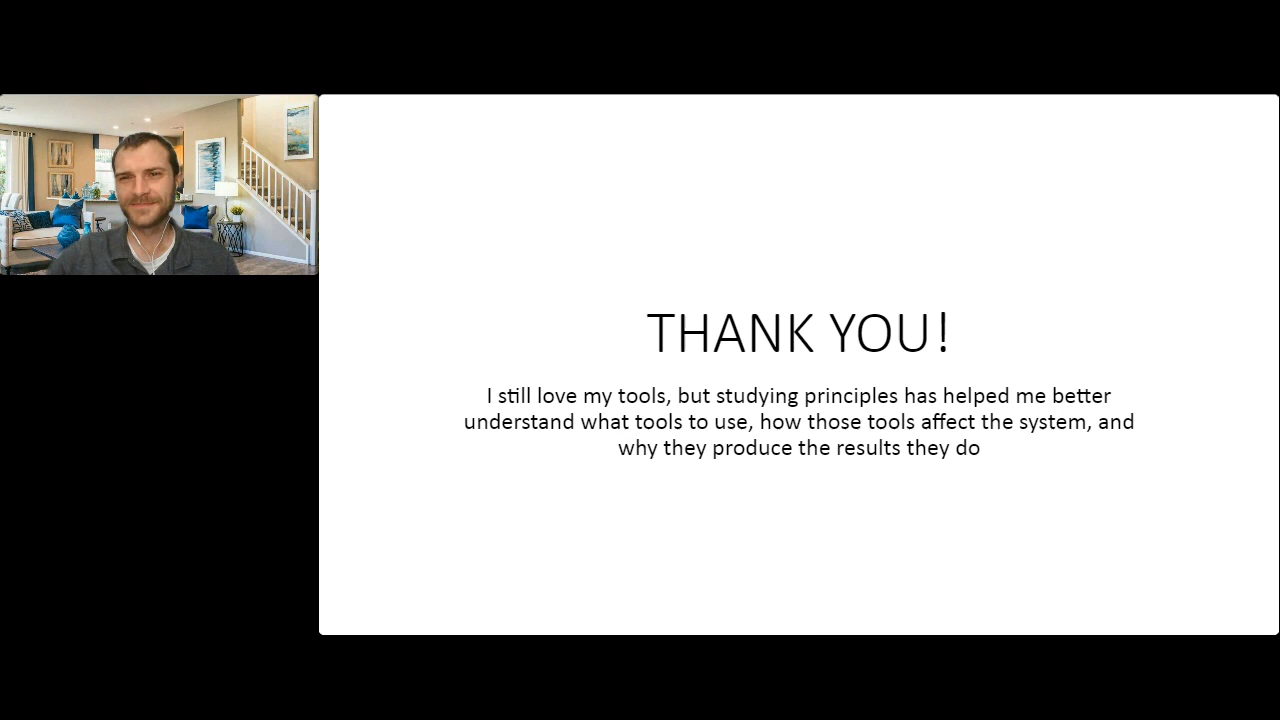 THANK YOU!
I still love my tools, but studying principles has helped me better
understand what tools to use, how those tools affect the system, and
why they produce the results they do